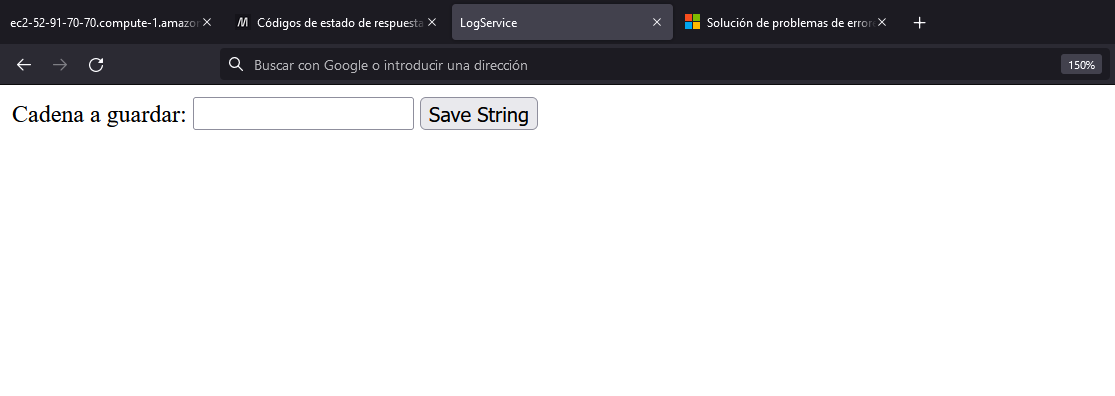 ec2-52-91-70-70.compute-1.amazon
Códigos de estado de respuesta
LogService
Solución de problemas de errore
Buscar con Google o introducir una dirección
150%
Cadena a guardar:
Save String